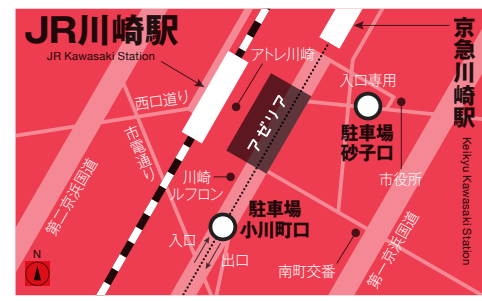 JR川崎駅
JR Kawasaki Station
京急川崎駅
Keikyu Kawasaki Station
アトレ川崎
入口専用
西口通り
アゼリア
駐車場
砂子口
市電通り
市役所
川崎
ルフロン
第二京浜国道
駐車場
小川町口
入口
出口
南町交番
第一京浜国道
N